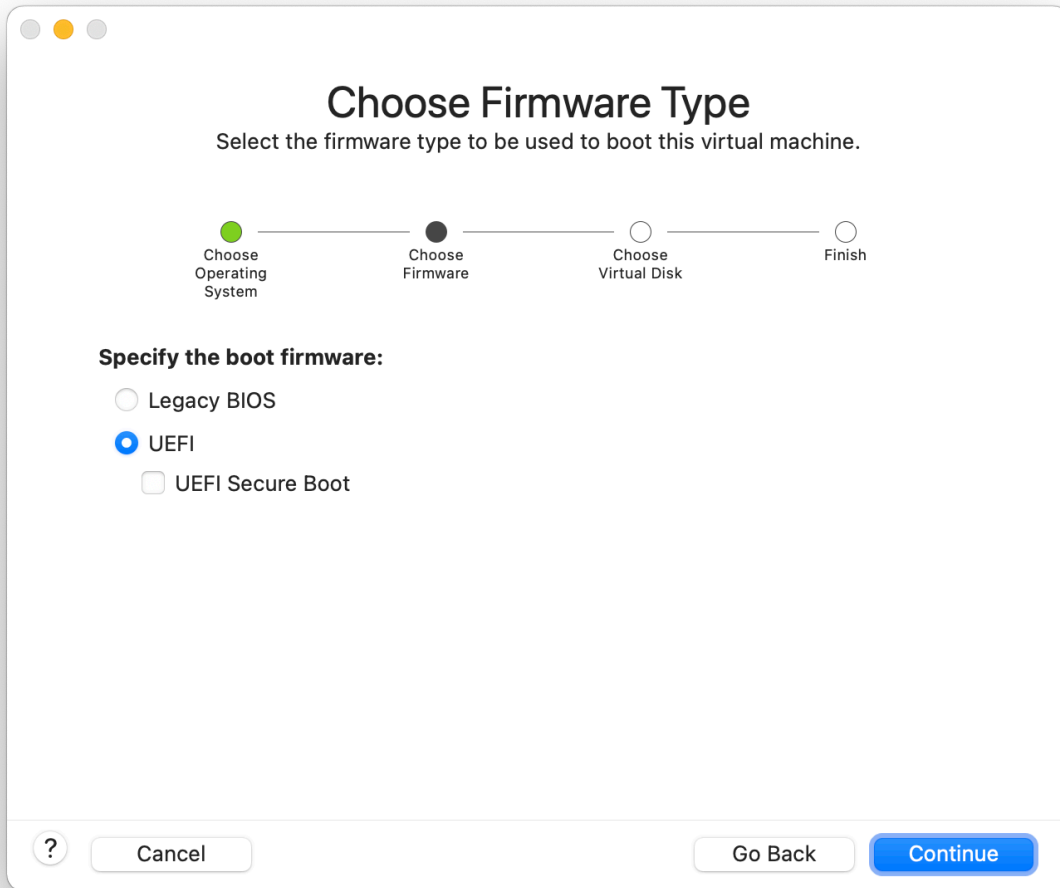 Choose Firmware Type
Select the firmware type to be used to boot this virtual machine.
Choose
Operating
System
Choose
Firmware
Choose
Virtual Disk
Finish
Specify the boot firmware:
Legacy BIOS
UEFI
UEFI Secure Boot
?
Cancel
Go Back
Continue